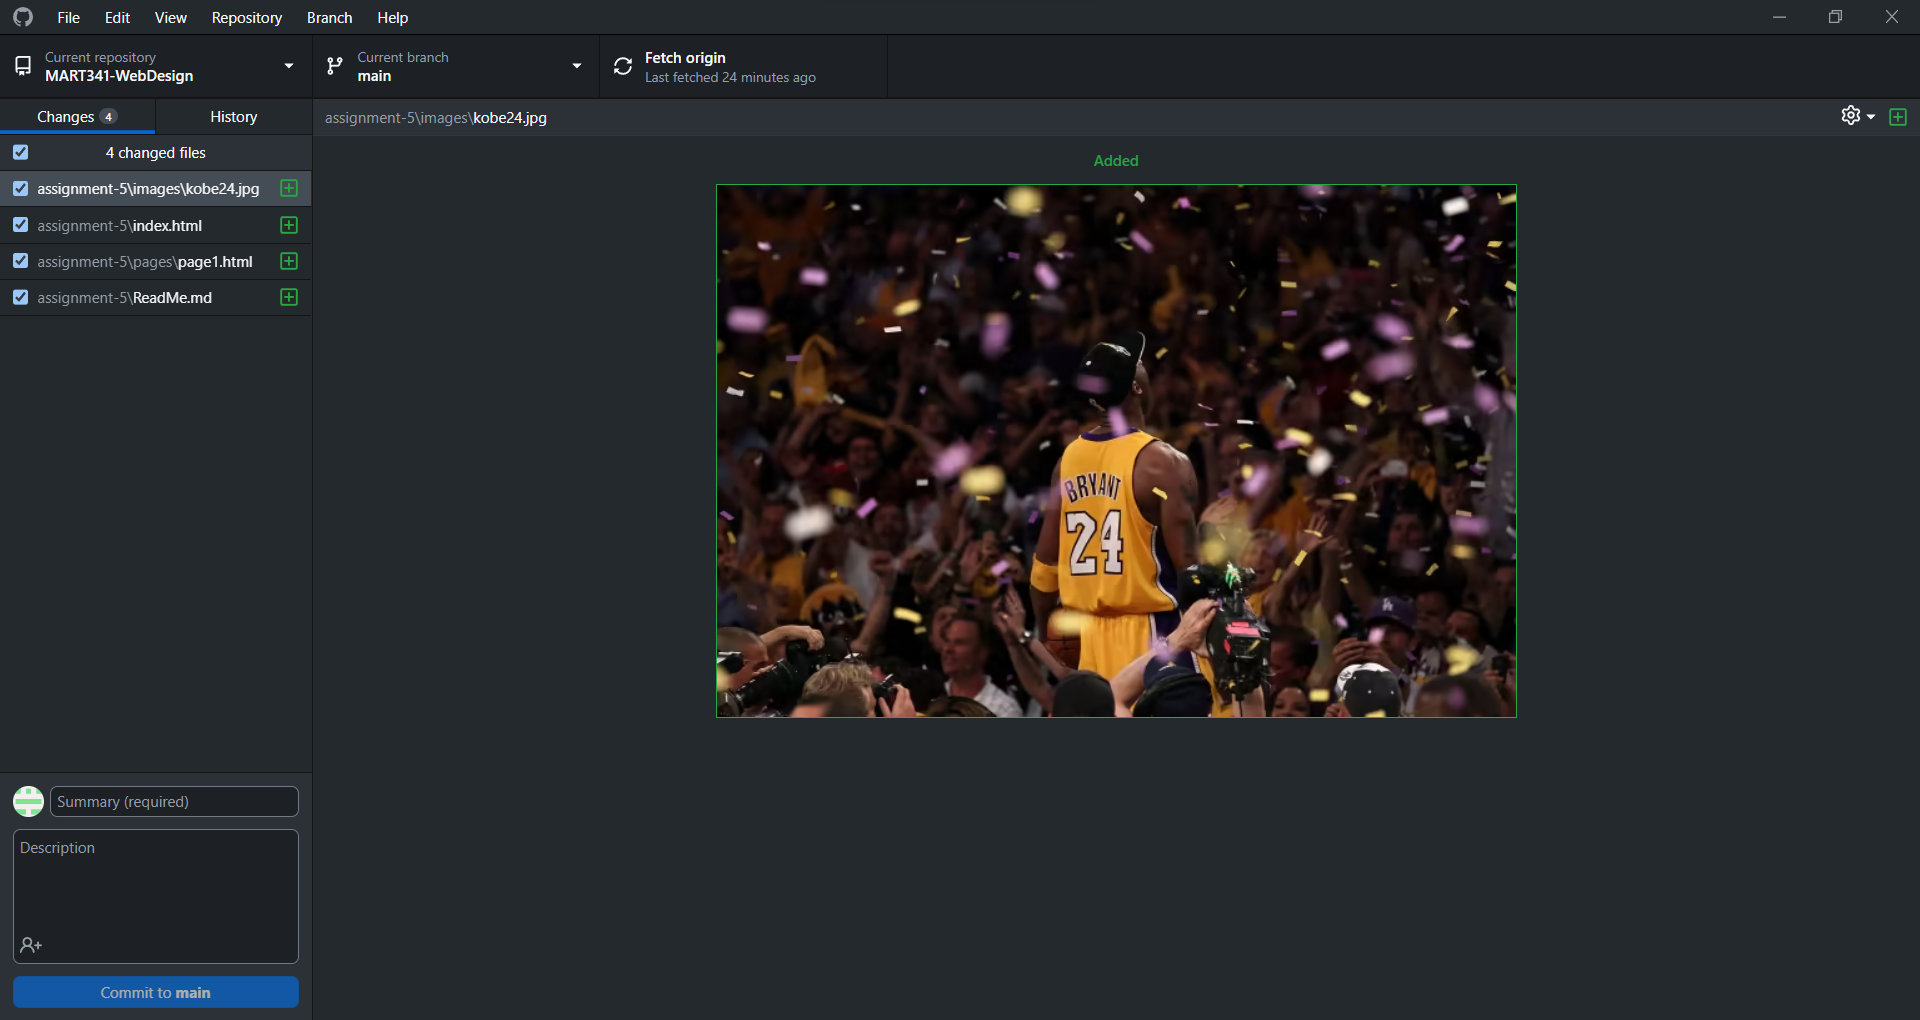 File Edit View Repository Branch Help
Current repository
MART341-WebDesign
Current branch
main
Fetch origin
Last fetched 24 minutes ago
Changes 4
History
assignment-5\images\kobe24.jpg
4 changed files
assignment-5\images\kobe24.jpg
assignment-5\index.html
assignment-5\pages\page1.html
assignment-5\ReadMe.md
Added
BRYANT
24
Summary (required)
Description
Commit to main